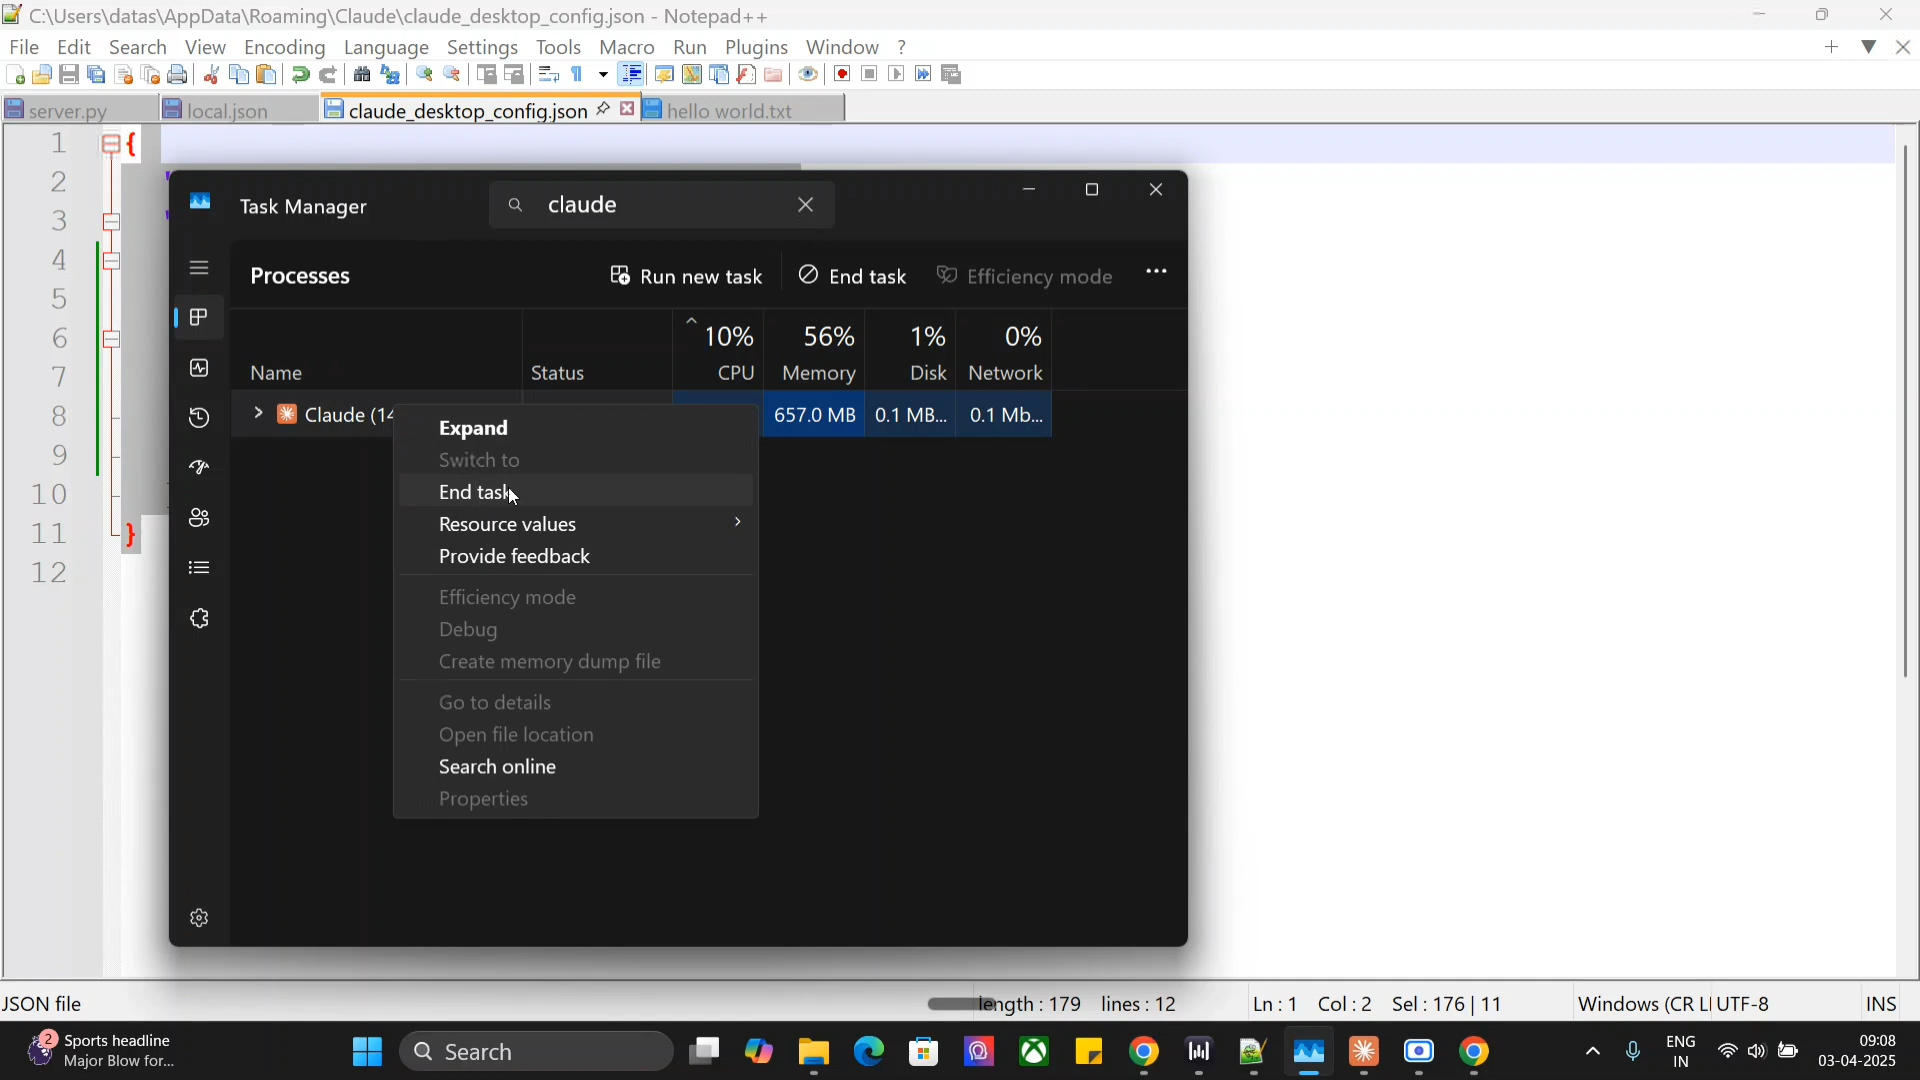 C:\Users\datas\AppData\Roaming\Claude\claude_desktop_config.json - Notepad++
File Edit Search View Encoding Language Settings Tools Macro Run Plugins Window ?
server.py local.json claude_desktop_config.json hello world.txt
1 {
2
3
4
5
6
7
8
9
10
11 }
12
Task Manager
claude
Processes
Run new task
End task
Efficiency mode
10% 56% 1% 0%
Name Status CPU Memory Disk Network
Claude (14 657.0 MB 0.1 MB... 0.1 Mb...
Expand
Switch to
End task
Resource values
Provide feedback
Efficiency mode
Debug
Create memory dump file
Go to details
Open file location
Search online
Properties
JSON file length : 179 lines : 12 Ln : 1 Col : 2 Sel : 176 | 11 Windows (CR L UTF-8 INS
2 Sports headline
Major Blow for...
Search
ENG
IN
09:08
03-04-2025